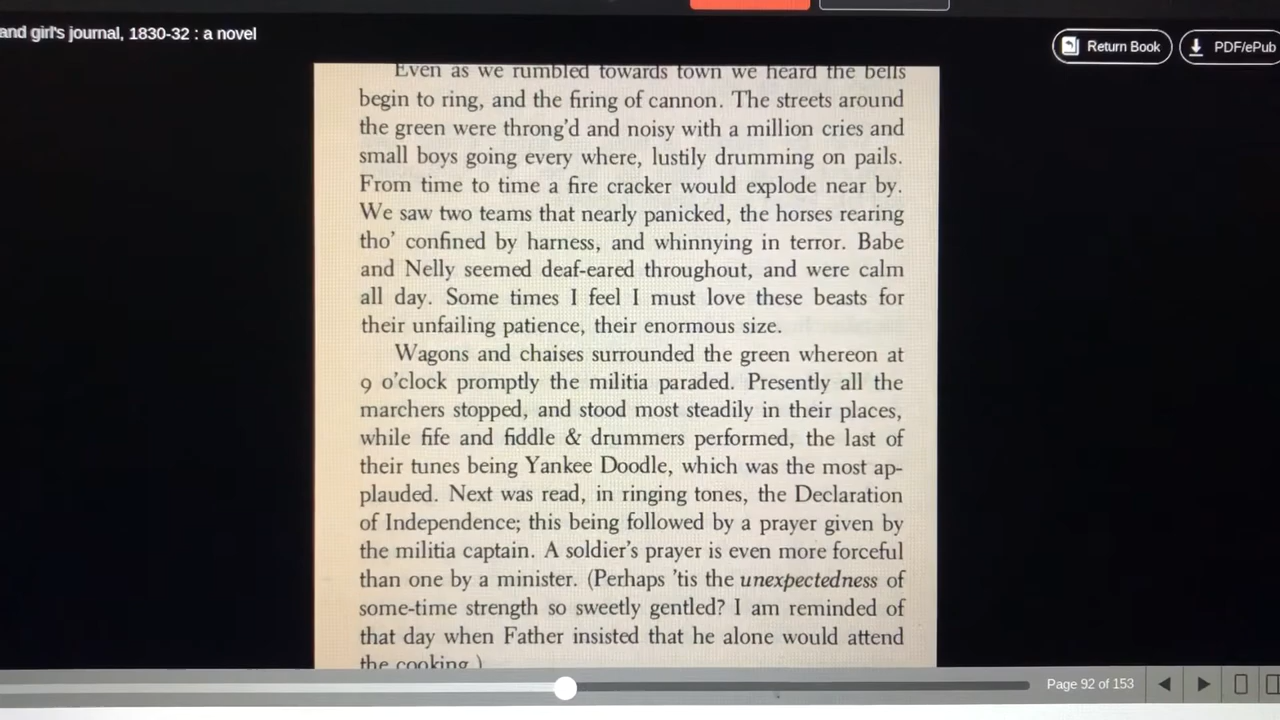 and girl's journal, 1830-32 : a novel
Return Book
PDF/ePub
Even as we rumbled towards town we heard the bells
begin to ring, and the firing of cannon. The streets around
the green were throng'd and noisy with a million cries and
small boys going every where, lustily drumming on pails.
From time to time a fire cracker would explode near by.
We saw two teams that nearly panicked, the horses rearing
tho' confined by harness, and whinnying in terror. Babe
and Nelly seemed deaf-eared throughout, and were calm
all day. Some times I feel I must love these beasts for
their unfailing patience, their enormous size.
Wagons and chaises surrounded the green whereon at
9 o'clock promptly the militia paraded. Presently all the
marchers stopped, and stood most steadily in their places,
while fife and fiddle & drummers performed, the last of
their tunes being Yankee Doodle, which was the most ap-
plauded. Next was read, in ringing tones, the Declaration
of Independence; this being followed by a prayer given by
the militia captain. A soldier's prayer is even more forceful
than one by a minister. (Perhaps 'tis the unexpectedness of
some-time strength so sweetly gentled? I am reminded of
that day when Father insisted that he alone would attend
the cooking.)
Page 92 of 153